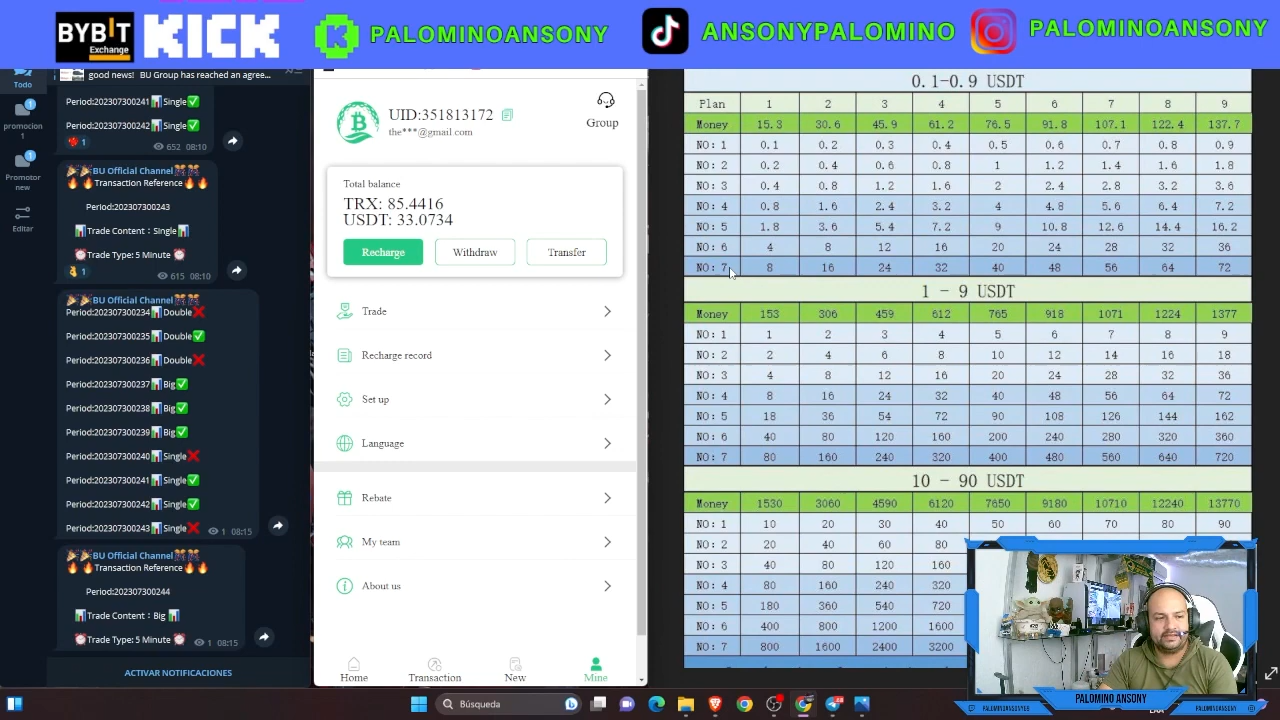 BYBIT
Exchange
KICK
PALOMINOANSONY
ANSONYPALOMINO
PALOMINOANSONY
Todo
promocion
1
Promotor
new
Editar
good news! BU Group has reached an agree...
Period:202307300241📊Single✅
Period:202307300242📊Single✅
1
652 08:10
🎉🎉BU Official Channel🎊🎊
🔥🔥Transaction Reference🔥🔥
Period:202307300243
📊Trade Content：Single📊
⏰Trade Type: 5 Minute ⏰
1
615 08:10
🎉🎉BU Official Channel🎊🎊
Period:202307300234📊Double❌
Period:202307300235📊Double✅
Period:202307300236📊Double❌
Period:202307300237📊Big✅
Period:202307300238📊Big✅
Period:202307300239📊Big✅
Period:202307300240📊Single❌
Period:202307300241📊Single✅
Period:202307300242📊Single✅
Period:202307300243📊Single❌
1 08:15
🎉🎉BU Official Channel🎊🎊
🔥🔥Transaction Reference🔥🔥
Period:202307300244
📊Trade Content：Big 📊
⏰Trade Type: 5 Minute ⏰
1 08:15
ACTIVAR NOTIFICACIONES
UID:351813172
the***@gmail.com
Group
Total balance
TRX: 85.4416
USDT: 33.0734
Recharge Withdraw Transfer
Trade
Recharge record
Set up
Language
Rebate
My team
About us
Home Transaction New Mine
0.1-0.9 USDT
Plan 1 2 3 4 5 6 7 8 9
Money 15.3 30.6 45.9 61.2 76.5 91.8 107.1 122.4 137.7
NO: 1 0.1 0.2 0.3 0.4 0.5 0.6 0.7 0.8 0.9
NO: 2 0.2 0.4 0.6 0.8 1 1.2 1.4 1.6 1.8
NO: 3 0.4 0.8 1.2 1.6 2 2.4 2.8 3.2 3.6
NO: 4 0.8 1.6 2.4 3.2 4 4.8 5.6 6.4 7.2
NO: 5 1.8 3.6 5.4 7.2 9 10.8 12.6 14.4 16.2
NO: 6 4 8 12 16 20 24 28 32 36
NO: 7 8 16 24 32 40 48 56 64 72
1 - 9 USDT
Money 153 306 459 612 765 918 1071 1224 1377
NO: 1 1 2 3 4 5 6 7 8 9
NO: 2 2 4 6 8 10 12 14 16 18
NO: 3 4 8 12 16 20 24 28 32 36
NO: 4 8 16 24 32 40 48 56 64 72
NO: 5 18 36 54 72 90 108 126 144 162
NO: 6 40 80 120 160 200 240 280 320 360
NO: 7 80 160 240 320 400 480 560 640 720
10 - 90 USDT
Money 1530 3060 4590 6120 7650 9180 10710 12240 13770
NO: 1 10 20 30 40 50 60 70 80 90
NO: 2 20 40 60 80
NO: 3 40 80 120 160
NO: 4 80 160 240 320
NO: 5 180 360 540 720
NO: 6 400 800 1200 1600
NO: 7 800 1600 2400 3200
PALOMINO ANSONY
PALOMINOANSONY
Búsqueda